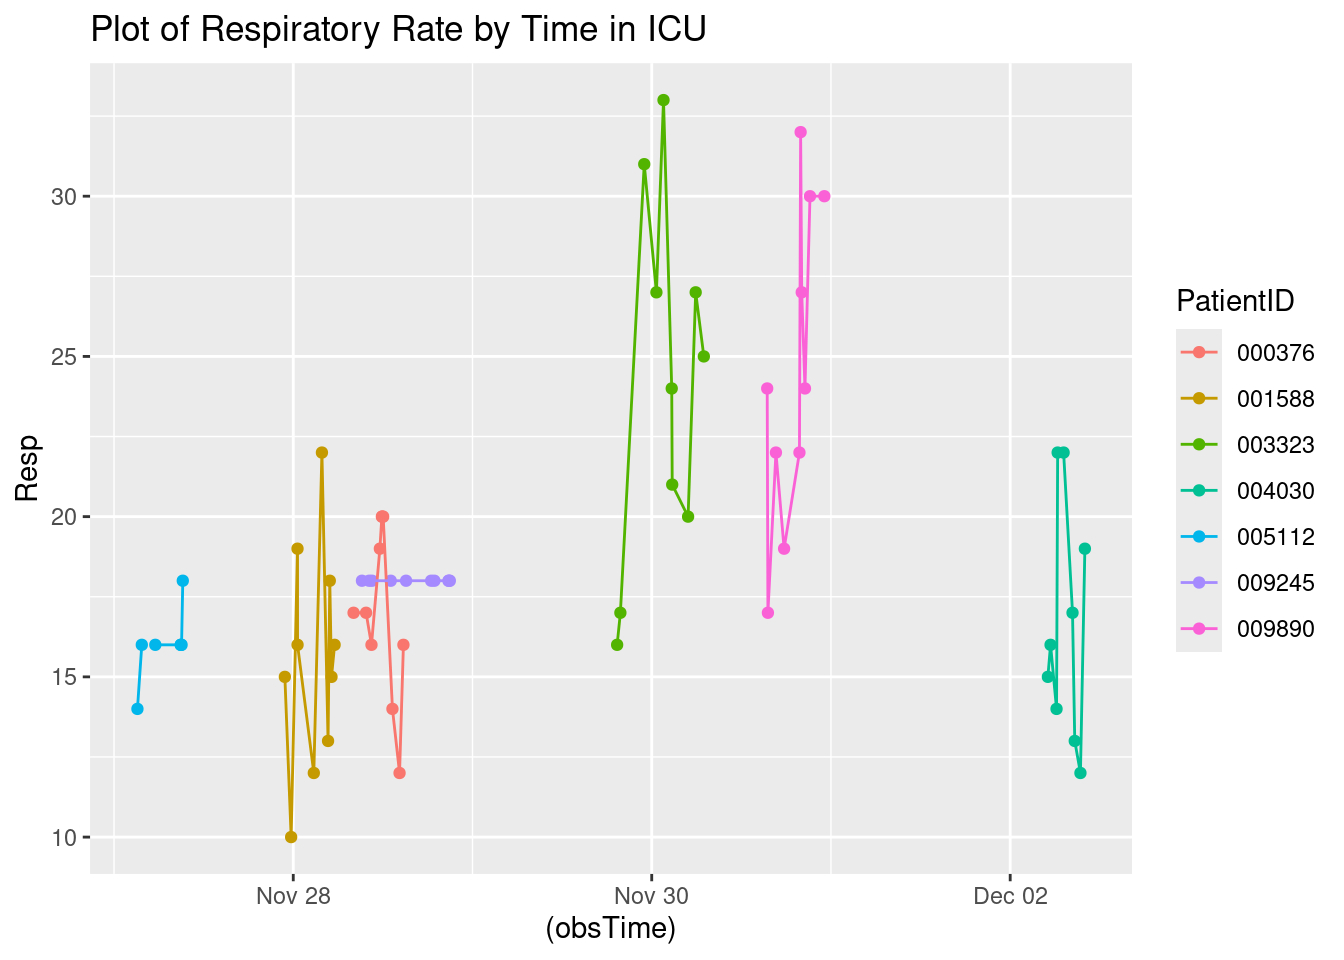 Plot of Respiratory Rate by Time in ICU
Resp
30
25
20
15
10
Nov 28
Nov 30
Dec 02
(obsTime)
PatientID
000376
001588
003323
004030
005112
009245
009890